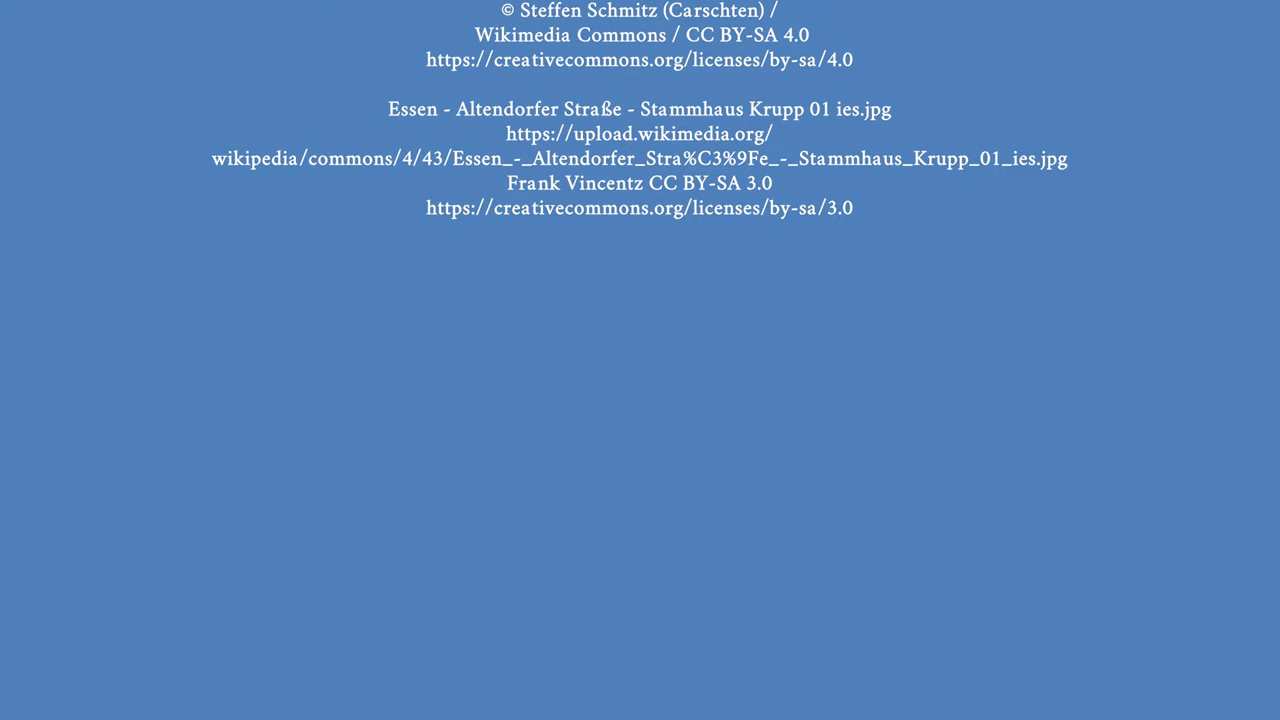 © Steffen Schmitz (Carschten) /
Wikimedia Commons / CC BY-SA 4.0
https://creativecommons.org/licenses/by-sa/4.0
Essen - Altendorfer Straße - Stammhaus Krupp 01 ies.jpg
https://upload.wikimedia.org/
wikipedia/commons/4/43/Essen_-_Altendorfer_Stra%C3%9Fe_-_Stammhaus_Krupp_01_ies.jpg
Frank Vincentz CC BY-SA 3.0
https://creativecommons.org/licenses/by-sa/3.0